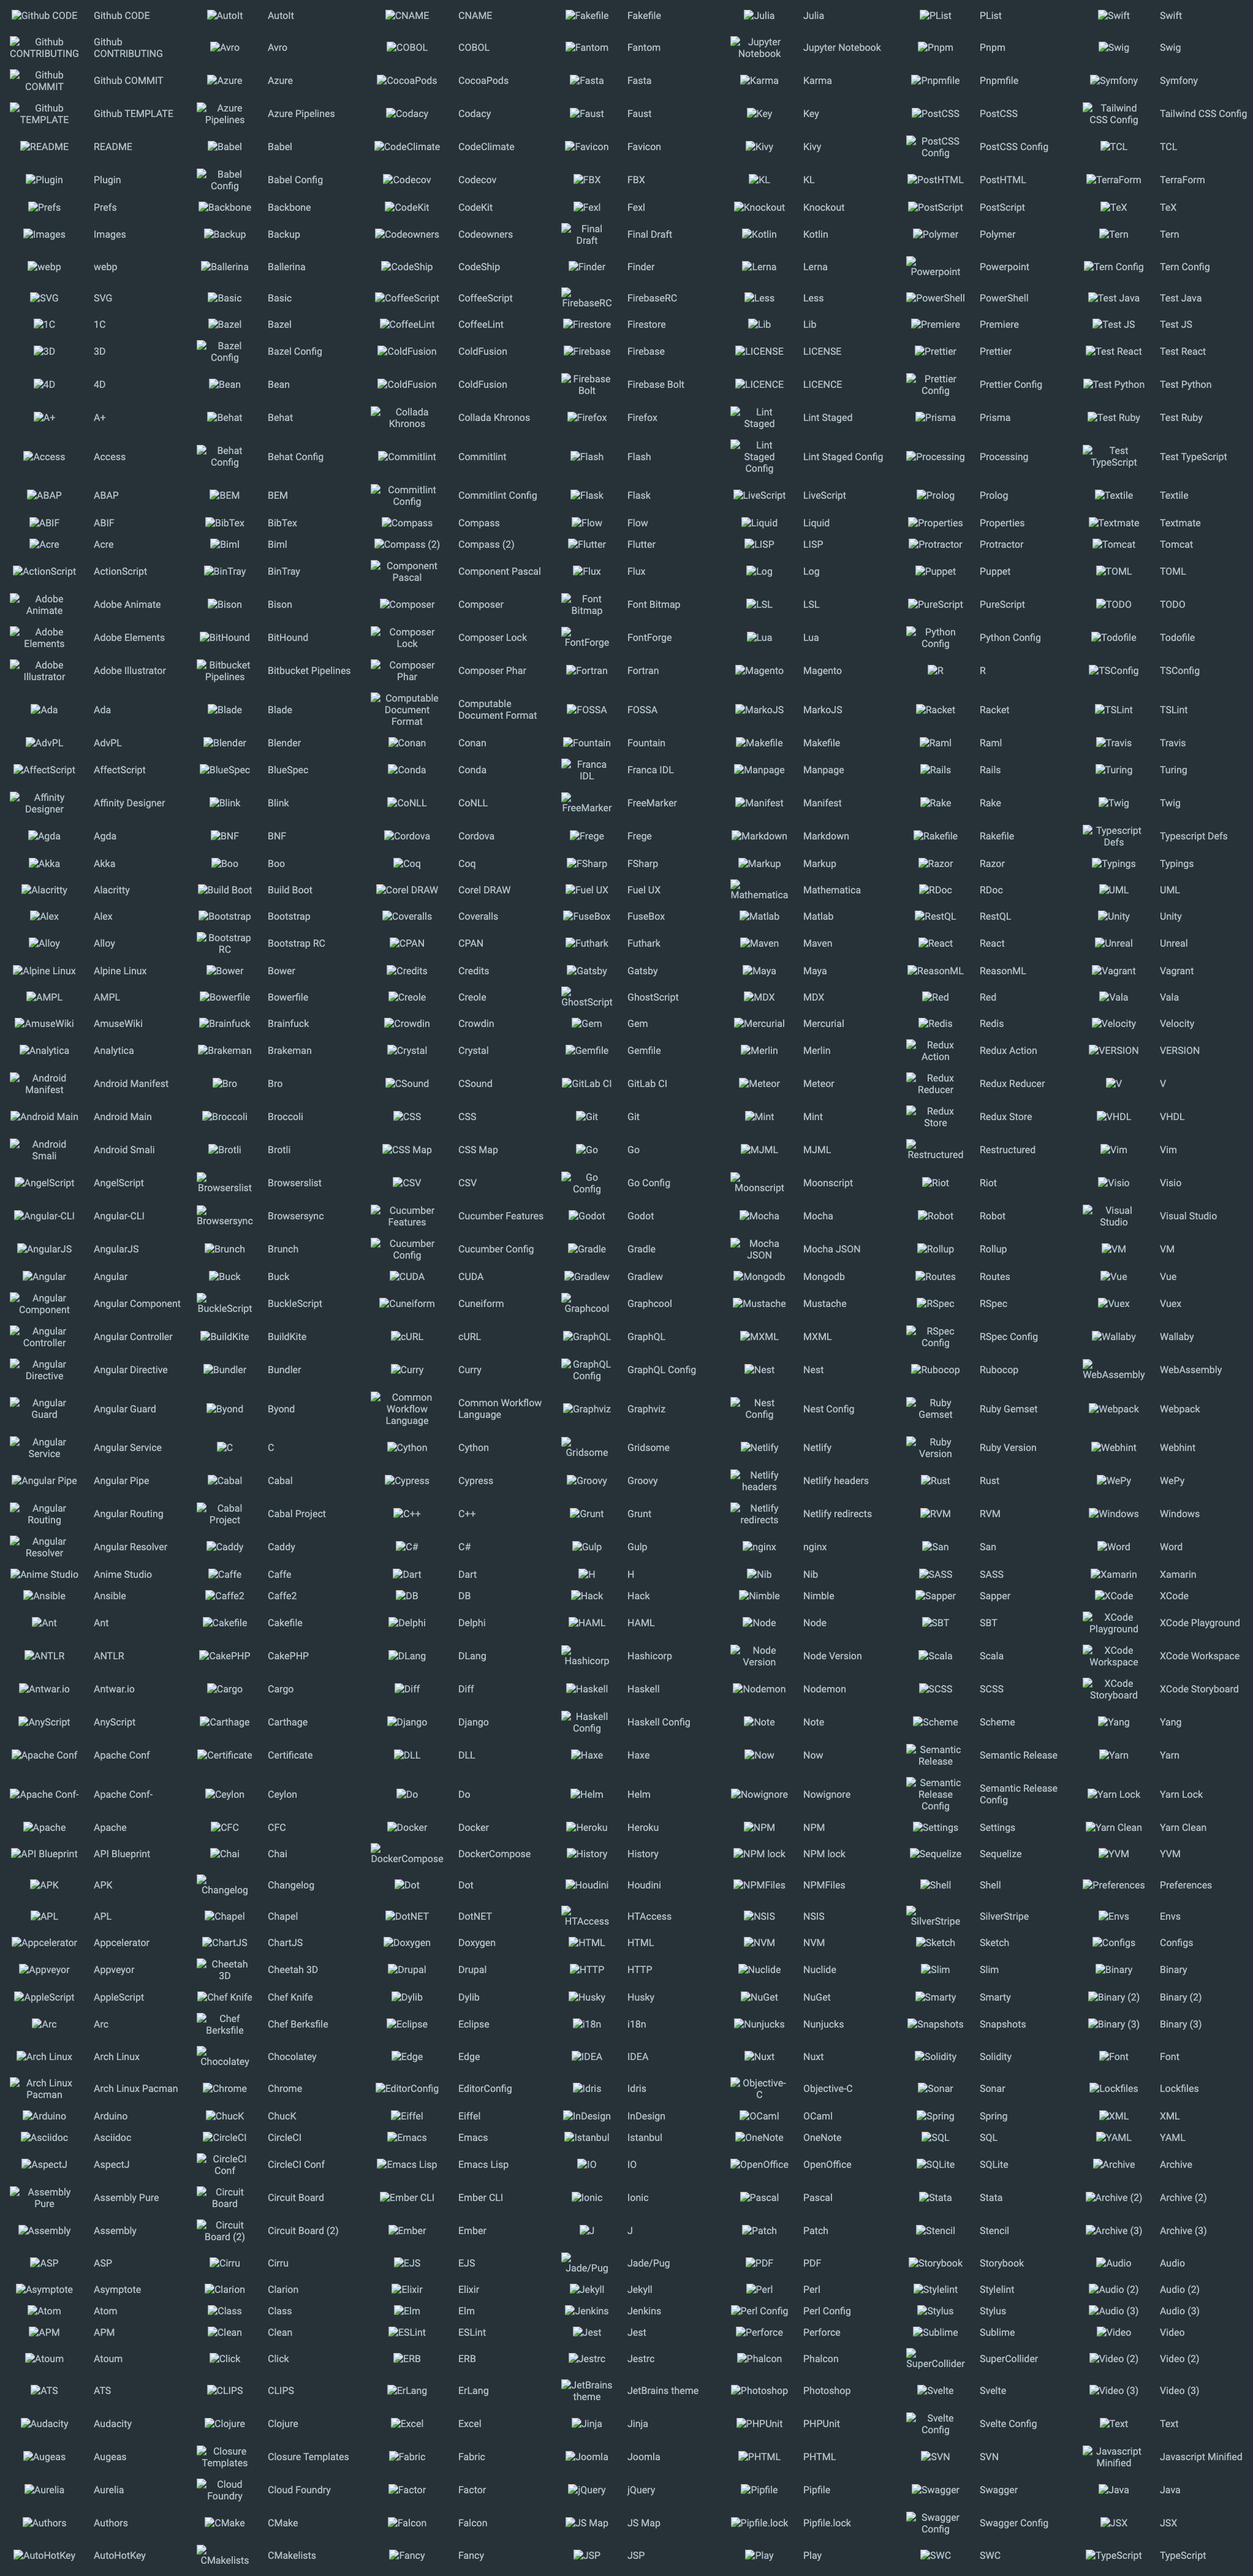 Github CODE Github CODE AutoIt AutoIt CNAME CNAME Fakefile Fakefile Julia Julia PList PList Swift Swift
Github CONTRIBUTING Github CONTRIBUTING Avro Avro COBOL COBOL Fantom Fantom Jupyter Notebook Jupyter Notebook Pnpm Pnpm Swig Swig
Github COMMIT Github COMMIT Azure Azure CocoaPods CocoaPods Fasta Fasta Karma Karma Pnpmfile Pnpmfile Symfony Symfony
Github TEMPLATE Github TEMPLATE Azure Pipelines Azure Pipelines Codacy Codacy Faust Faust Key Key PostCSS PostCSS Tailwind CSS Config Tailwind CSS Config
README README Babel Babel CodeClimate CodeClimate Favicon Favicon Kivy Kivy PostCSS Config PostCSS Config TCL TCL
Plugin Plugin Babel Config Babel Config Codecov Codecov FBX FBX KL KL PostHTML PostHTML TerraForm TerraForm
Prefs Prefs Backbone Backbone CodeKit CodeKit Fexl Fexl Knockout Knockout PostScript PostScript TeX TeX
Images Images Backup Backup Codeowners Codeowners Final Draft Final Draft Kotlin Kotlin Polymer Polymer Tern Tern
webp webp Ballerina Ballerina CodeShip CodeShip Finder Finder Lerna Lerna Powerpoint Powerpoint Tern Config Tern Config
SVG SVG Basic Basic CoffeeScript CoffeeScript FirebaseRC FirebaseRC Less Less PowerShell PowerShell Test Java Test Java
1C 1C Bazel Bazel CoffeeLint CoffeeLint Firestore Firestore Lib Lib Premiere Premiere Test JS Test JS
3D 3D Bazel Config Bazel Config ColdFusion ColdFusion Firebase Firebase LICENSE LICENSE Prettier Prettier Test React Test React
4D 4D Bean Bean ColdFusion ColdFusion Firebase Bolt Firebase Bolt LICENCE LICENCE Prettier Config Prettier Config Test Python Test Python
A+ A+ Behat Behat Collada Khronos Collada Khronos Firefox Firefox Lint Staged Lint Staged Prisma Prisma Test Ruby Test Ruby
Access Access Behat Config Behat Config Commitlint Commitlint Flash Flash Lint Staged Config Lint Staged Config Processing Processing Test TypeScript Test TypeScript
ABAP ABAP BEM BEM Commitlint Config Commitlint Config Flask Flask LiveScript LiveScript Prolog Prolog Textile Textile
ABIF ABIF BibTex BibTex Compass Compass Flow Flow Liquid Liquid Properties Properties Textmate Textmate
Acre Acre Biml Biml Compass (2) Compass (2) Flutter Flutter LISP LISP Protractor Protractor Tomcat Tomcat
ActionScript ActionScript BinTray BinTray Component Pascal Component Pascal Flux Flux Log Log Puppet Puppet TOML TOML
Adobe Animate Adobe Animate Bison Bison Composer Composer Font Bitmap Font Bitmap LSL LSL PureScript PureScript TODO TODO
Adobe Elements Adobe Elements BitHound BitHound Composer Lock Composer Lock FontForge FontForge Lua Lua Python Config Python Config Todofile Todofile
Adobe Illustrator Adobe Illustrator Bitbucket Pipelines Bitbucket Pipelines Composer Phar Composer Phar Fortran Fortran Magento Magento R R TSConfig TSConfig
Ada Ada Blade Blade Computable Document Format Computable Document Format FOSSA FOSSA MarkoJS MarkoJS Racket Racket TSLint TSLint
AdvPL AdvPL Blender Blender Conan Conan Fountain Fountain Makefile Makefile Raml Raml Travis Travis
AffectScript AffectScript BlueSpec BlueSpec Conda Conda Franca IDL Franca IDL Manpage Manpage Rails Rails Turing Turing
Affinity Designer Affinity Designer Blink Blink CoNLL CoNLL FreeMarker FreeMarker Manifest Manifest Rake Rake Twig Twig
Agda Agda BNF BNF Cordova Cordova Frege Frege Markdown Markdown Rakefile Rakefile Typescript Defs Typescript Defs
Akka Akka Boo Boo Coq Coq FSharp FSharp Markup Markup Razor Razor Typings Typings
Alacritty Alacritty Build Boot Build Boot Corel DRAW Corel DRAW Fuel UX Fuel UX Mathematica Mathematica RDoc RDoc UML UML
Alex Alex Bootstrap Bootstrap Coveralls Coveralls FuseBox FuseBox Matlab Matlab RestQL RestQL Unity Unity
Alloy Alloy Bootstrap RC Bootstrap RC CPAN CPAN Futhark Futhark Maven Maven React React Unreal Unreal
Alpine Linux Alpine Linux Bower Bower Credits Credits Gatsby Gatsby Maya Maya ReasonML ReasonML Vagrant Vagrant
AMPL AMPL Bowerfile Bowerfile Creole Creole GhostScript GhostScript MDX MDX Red Red Vala Vala
AmuseWiki AmuseWiki Brainfuck Brainfuck Crowdin Crowdin Gem Gem Mercurial Mercurial Redis Redis Velocity Velocity
Analytica Analytica Brakeman Brakeman Crystal Crystal Gemfile Gemfile Merlin Merlin Redux Action Redux Action VERSION VERSION
Android Manifest Android Manifest Bro Bro CSound CSound GitLab CI GitLab CI Meteor Meteor Redux Reducer Redux Reducer V V
Android Main Android Main Broccoli Broccoli CSS CSS Git Git Mint Mint Redux Store Redux Store VHDL VHDL
Android Smali Android Smali Brotli Brotli CSS Map CSS Map Go Go MJML MJML Restructured Restructured Vim Vim
AngelScript AngelScript Browserslist Browserslist CSV CSV Go Config Go Config Moonscript Moonscript Riot Riot Visio Visio
Angular-CLI Angular-CLI Browsersync Browsersync Cucumber Features Cucumber Features Godot Godot Mocha Mocha Robot Robot Visual Studio Visual Studio
AngularJS AngularJS Brunch Brunch Cucumber Config Cucumber Config Gradle Gradle Mocha JSON Mocha JSON Rollup Rollup VM VM
Angular Angular Buck Buck CUDA CUDA Gradlew Gradlew Mongodb Mongodb Routes Routes Vue Vue
Angular Component Angular Component BuckleScript BuckleScript Cuneiform Cuneiform Graphcool Graphcool Mustache Mustache RSpec RSpec Vuex Vuex
Angular Controller Angular Controller BuildKite BuildKite cURL cURL GraphQL GraphQL MXML MXML RSpec Config RSpec Config Wallaby Wallaby
Angular Directive Angular Directive Bundler Bundler Curry Curry GraphQL Config GraphQL Config Nest Nest Rubocop Rubocop WebAssembly WebAssembly
Angular Guard Angular Guard Byond Byond Common Workflow Language Common Workflow Language Graphviz Graphviz Nest Config Nest Config Ruby Gemset Ruby Gemset Webpack Webpack
Angular Service Angular Service C C Cython Cython Gridsome Gridsome Netlify Netlify Ruby Version Ruby Version Webhint Webhint
Angular Pipe Angular Pipe Cabal Cabal Cypress Cypress Groovy Groovy Netlify headers Netlify headers Rust Rust WePy WePy
Angular Routing Angular Routing Cabal Project Cabal Project C++ C++ Grunt Grunt Netlify redirects Netlify redirects RVM RVM Windows Windows
Angular Resolver Angular Resolver Caddy Caddy C# C# Gulp Gulp nginx nginx San San Word Word
Anime Studio Anime Studio Caffe Caffe Dart Dart H H Nib Nib SASS SASS Xamarin Xamarin
Ansible Ansible Caffe2 Caffe2 DB DB Hack Hack Nimble Nimble Sapper Sapper XCode XCode
Ant Ant Cakefile Cakefile Delphi Delphi HAML HAML Node Node SBT SBT XCode Playground XCode Playground
ANTLR ANTLR CakePHP CakePHP DLang DLang Hashicorp Hashicorp Node Version Node Version Scala Scala XCode Workspace XCode Workspace
Antwar.io Antwar.io Cargo Cargo Diff Diff Haskell Haskell Nodemon Nodemon SCSS SCSS XCode Storyboard XCode Storyboard
AnyScript AnyScript Carthage Carthage Django Django Haskell Config Haskell Config Note Note Scheme Scheme Yang Yang
Apache Conf Apache Conf Certificate Certificate DLL DLL Haxe Haxe Now Now Semantic Release Semantic Release Yarn Yarn
Apache Conf- Apache Conf- Ceylon Ceylon Do Do Helm Helm Nowignore Nowignore Semantic Release Config Semantic Release Config Yarn Lock Yarn Lock
Apache Apache CFC CFC Docker Docker Heroku Heroku NPM NPM Settings Settings Yarn Clean Yarn Clean
API Blueprint API Blueprint Chai Chai DockerCompose DockerCompose History History NPM lock NPM lock Sequelize Sequelize YVM YVM
APK APK Changelog Changelog Dot Dot Houdini Houdini NPMFiles NPMFiles Shell Shell Preferences Preferences
APL APL Chapel Chapel DotNET DotNET HTAccess HTAccess NSIS NSIS SilverStripe SilverStripe Envs Envs
Appcelerator Appcelerator ChartJS ChartJS Doxygen Doxygen HTML HTML NVM NVM Sketch Sketch Configs Configs
Appveyor Appveyor Cheetah 3D Cheetah 3D Drupal Drupal HTTP HTTP Nuclide Nuclide Slim Slim Binary Binary
AppleScript AppleScript Chef Knife Chef Knife Dylib Dylib Husky Husky NuGet NuGet Smarty Smarty Binary (2) Binary (2)
Arc Arc Chef Berksfile Chef Berksfile Eclipse Eclipse i18n i18n Nunjucks Nunjucks Snapshots Snapshots Binary (3) Binary (3)
Arch Linux Arch Linux Chocolatey Chocolatey Edge Edge IDEA IDEA Nuxt Nuxt Solidity Solidity Font Font
Arch Linux Pacman Arch Linux Pacman Chrome Chrome EditorConfig EditorConfig Idris Idris Objective-C Objective-C Sonar Sonar Lockfiles Lockfiles
Arduino Arduino ChucK ChucK Eiffel Eiffel InDesign InDesign OCaml OCaml Spring Spring XML XML
Asciidoc Asciidoc CircleCI CircleCI Emacs Emacs Istanbul Istanbul OneNote OneNote SQL SQL YAML YAML
AspectJ AspectJ CircleCI Conf CircleCI Conf Emacs Lisp Emacs Lisp IO IO OpenOffice OpenOffice SQLite SQLite Archive Archive
Assembly Pure Assembly Pure Circuit Board Circuit Board Ember CLI Ember CLI Ionic Ionic Pascal Pascal Stata Stata Archive (2) Archive (2)
Assembly Assembly Circuit Board (2) Circuit Board (2) Ember Ember J J Patch Patch Stencil Stencil Archive (3) Archive (3)
ASP ASP Cirru Cirru EJS EJS Jade/Pug Jade/Pug PDF PDF Storybook Storybook Audio Audio
Asymptote Asymptote Clarion Clarion Elixir Elixir Jekyll Jekyll Perl Perl Stylelint Stylelint Audio (2) Audio (2)
Atom Atom Class Class Elm Elm Jenkins Jenkins Perl Config Perl Config Stylus Stylus Audio (3) Audio (3)
APM APM Clean Clean ESLint ESLint Jest Jest Perforce Perforce Sublime Sublime Video Video
Atoum Atoum Click Click ERB ERB Jestrc Jestrc Phalcon Phalcon SuperCollider SuperCollider Video (2) Video (2)
ATS ATS CLIPS CLIPS ErLang ErLang JetBrains theme JetBrains theme Photoshop Photoshop Svelte Svelte Video (3) Video (3)
Audacity Audacity Clojure Clojure Excel Excel Jinja Jinja PHPUnit PHPUnit Svelte Config Svelte Config Text Text
Augeas Augeas Closure Templates Closure Templates Fabric Fabric Joomla Joomla PHTML PHTML SVN SVN Javascript Minified Javascript Minified
Aurelia Aurelia Cloud Foundry Cloud Foundry Factor Factor jQuery jQuery Pipfile Pipfile Swagger Swagger Java Java
Authors Authors CMake CMake Falcon Falcon JS Map JS Map Pipfile.lock Pipfile.lock Swagger Config Swagger Config JSX JSX
AutoHotKey AutoHotKey CMakelists CMakelists Fancy Fancy JSP JSP Play Play SWC SWC TypeScript TypeScript